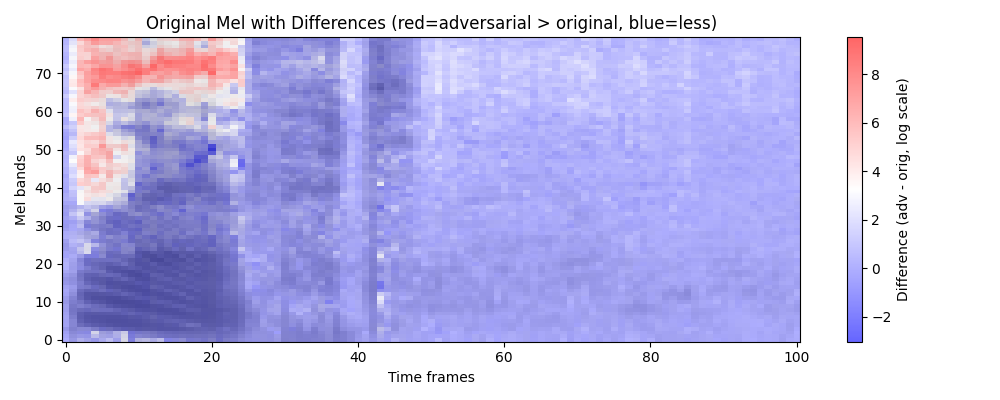 Original Mel with Differences (red=adversarial > original, blue=less)
Mel bands
70
60
50
40
30
20
10
0
0 20 40 60 80 100
Time frames
8
6
4
2
0
−2
Difference (adv - orig, log scale)